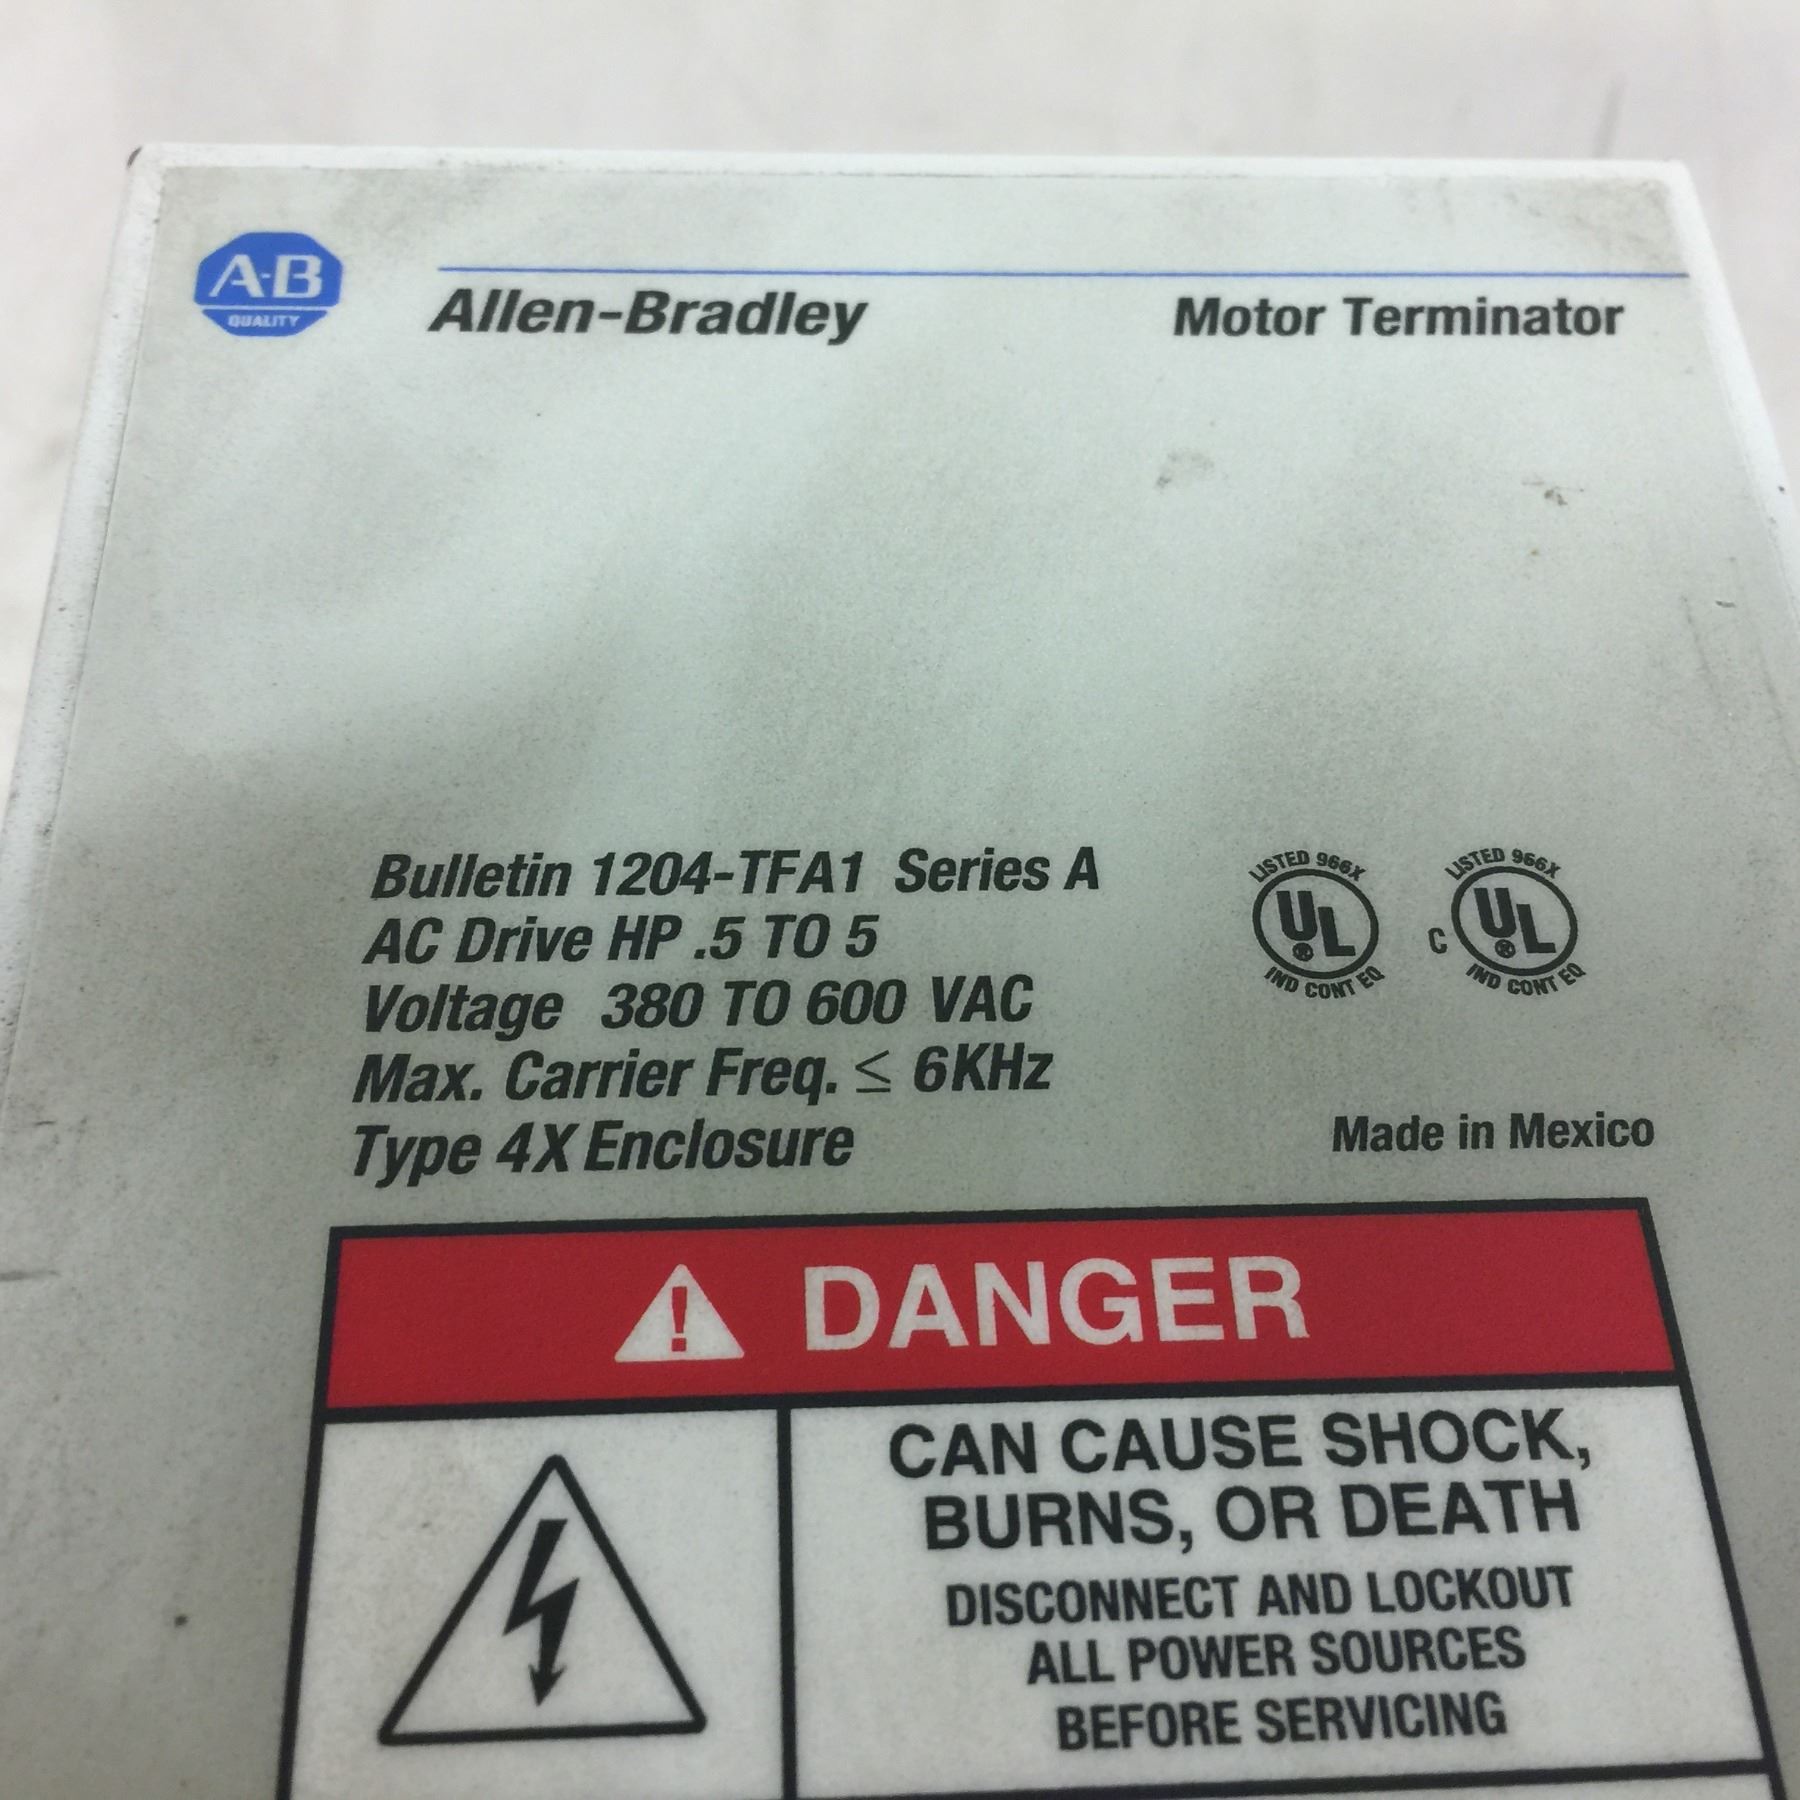 A-B
QUALITY
Allen-Bradley
Motor Terminator
Bulletin 1204-TFA1 Series A
AC Drive HP .5 TO 5
Voltage 380 TO 600 VAC
Max. Carrier Freq. ≤ 6KHz
Type 4X Enclosure
LISTED 966X
UL®
IND CONT EQ
LISTED 966X
C UL®
IND CONT EQ
Made in Mexico
! DANGER
CAN CAUSE SHOCK,
BURNS, OR DEATH
DISCONNECT AND LOCKOUT
ALL POWER SOURCES
BEFORE SERVICING